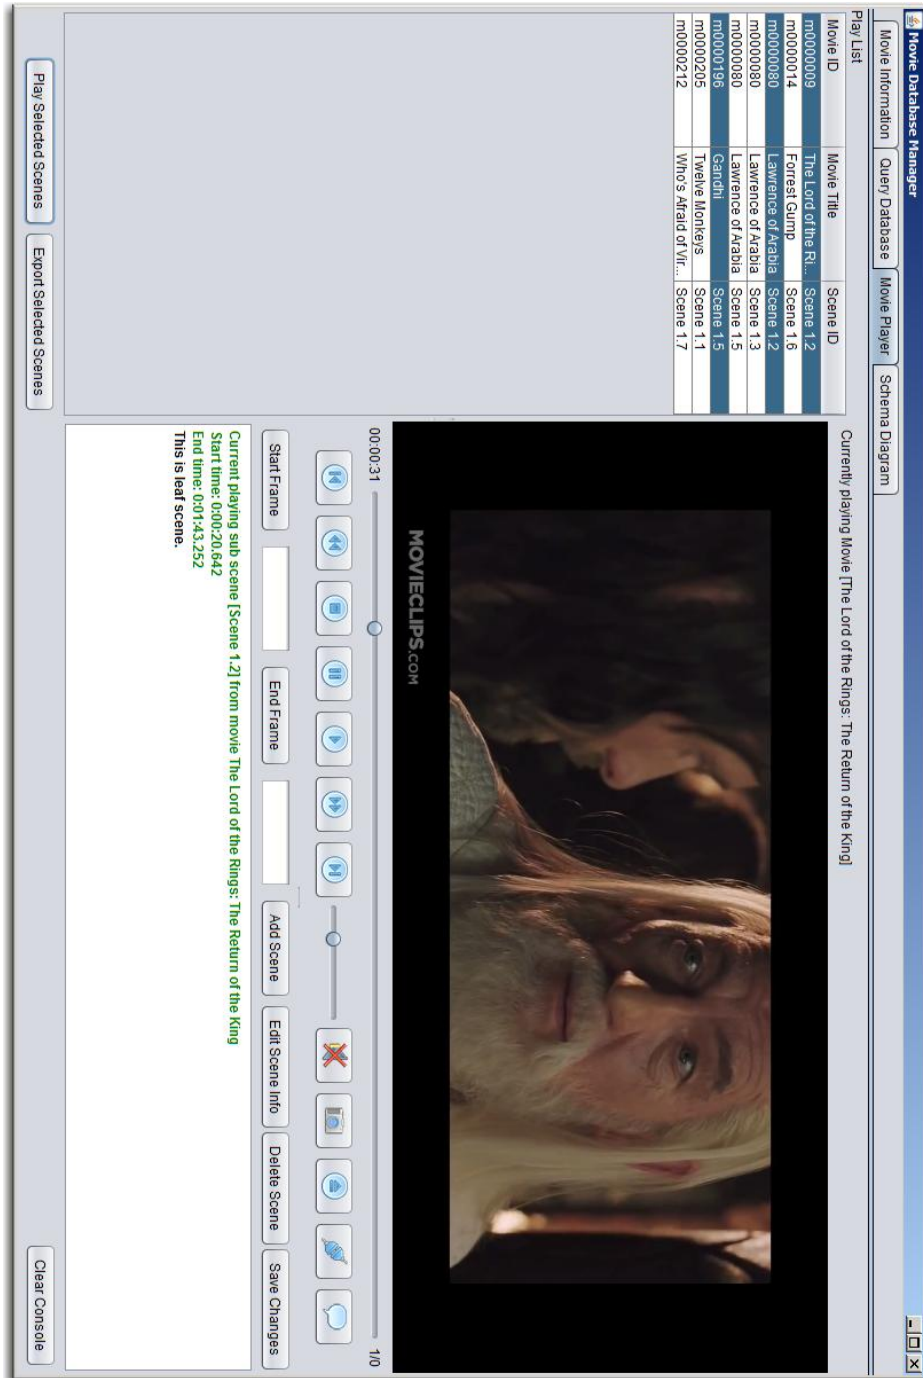 Movie Database Manager
Movie Information Query Database Movie Player Schema Diagram
Play List
Movie ID Movie Title Scene ID
m0000009 The Lord of the Ri... Scene 1.2
m0000014 Forrest Gump Scene 1.6
m0000080 Lawrence of Arabia Scene 1.2
m0000080 Lawrence of Arabia Scene 1.3
m0000080 Lawrence of Arabia Scene 1.5
m0000196 Gandhi Scene 1.5
m0000205 Twelve Monkeys Scene 1.1
m0000212 Who's Afraid of Vir... Scene 1.7
Play Selected Scenes Export Selected Scenes
Currently playing Movie [The Lord of the Rings: The Return of the King]
MOVIECLIPS.COM
00:00:31 1/0
Start Frame End Frame Add Scene Edit Scene Info Delete Scene Save Changes
Current playing sub scene [Scene 1.2] from movie The Lord of the Rings: The Return of the King
Start time: 0:00:20.642
End time: 0:01:43.252
This is leaf scene.
Clear Console